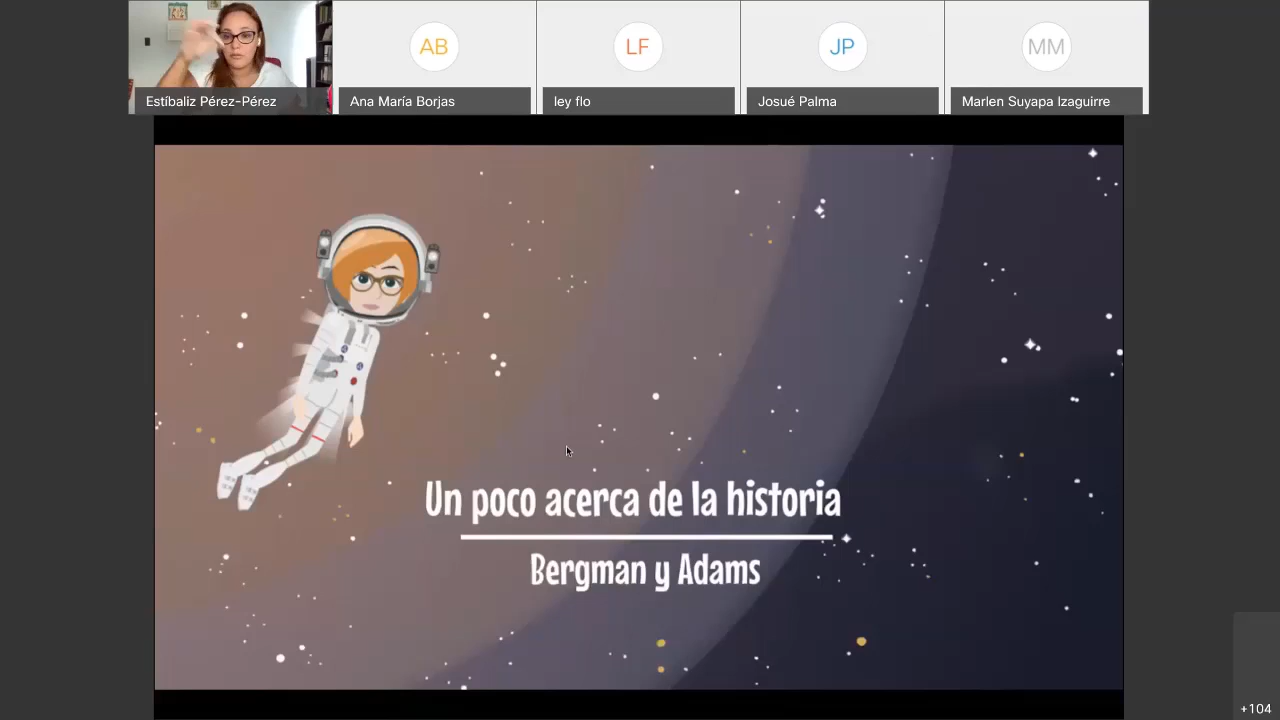 AB
LF
JP
MM
Estíbaliz Pérez-Pérez
Ana María Borjas
ley flo
Josué Palma
Marlen Suyapa Izaguirre
Un poco acerca de la historia
Bergman y Adams
+104